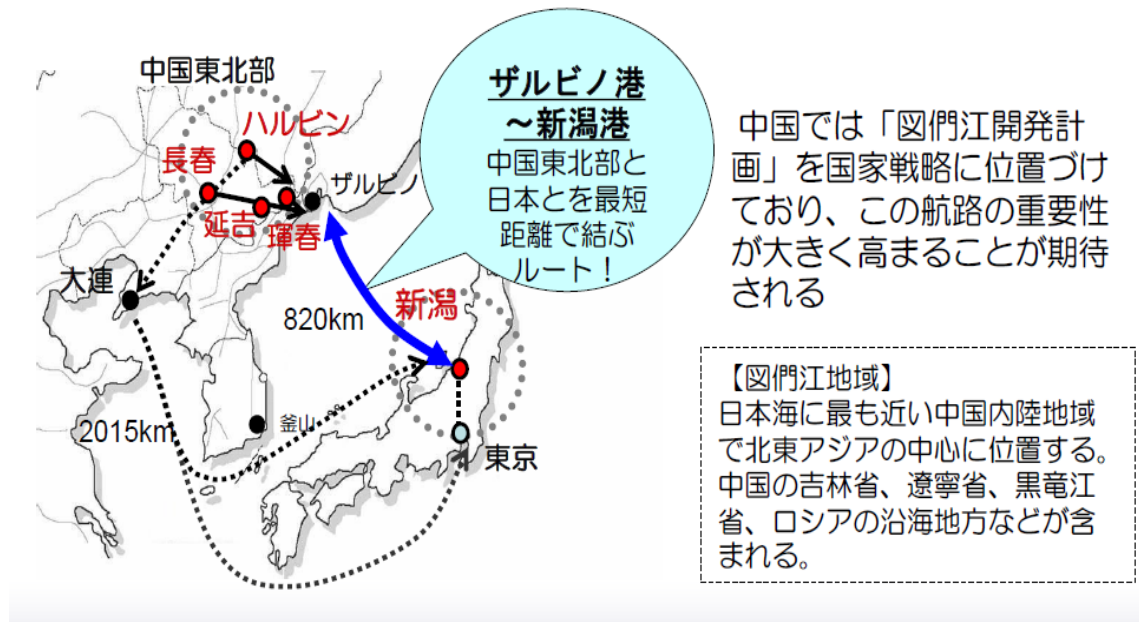 中国東北部
ハルビン
長春
ザルビノ
延吉
琿春
大連
新潟
820km
釜山
2015km
東京
ザルビノ港
～新潟港
中国東北部と
日本とを最短
距離で結ぶ
ルート！
中国では「図們江開発計
画」を国家戦略に位置づけ
ており、この航路の重要性
が大きく高まることが期待
される
【図們江地域】
日本海に最も近い中国内陸地域
で北東アジアの中心に位置する。
中国の吉林省、遼寧省、黒竜江
省、ロシアの沿海地方などが含
まれる。